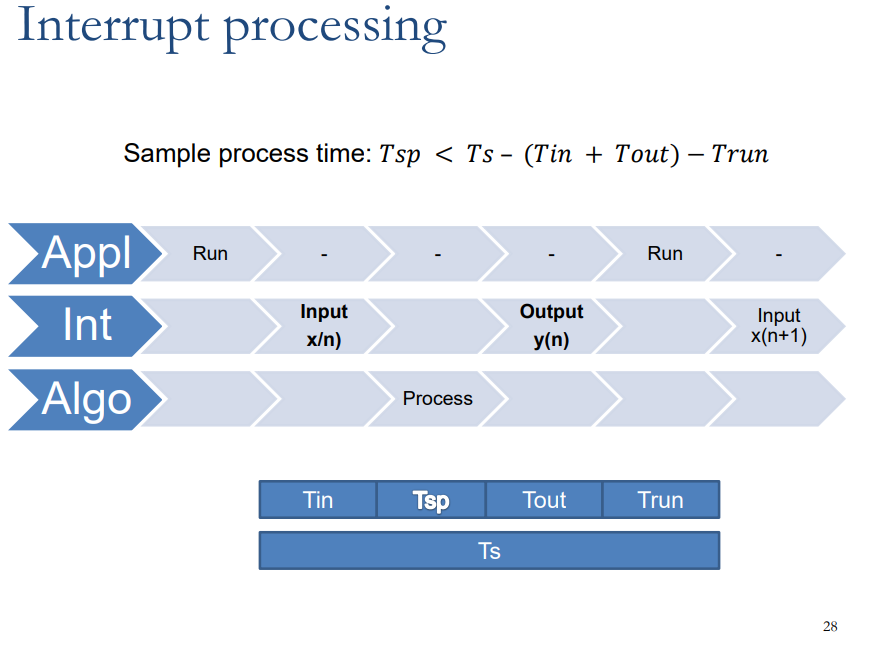 Interrupt processing
Sample process time: Tsp < Ts – (Tin + Tout) − Trun
Appl
Run
-
-
-
Run
-
Int
Input
x/n)
Output
y(n)
Input
x(n+1)
Algo
Process
Tin
Tsp
Tout
Trun
Ts
28